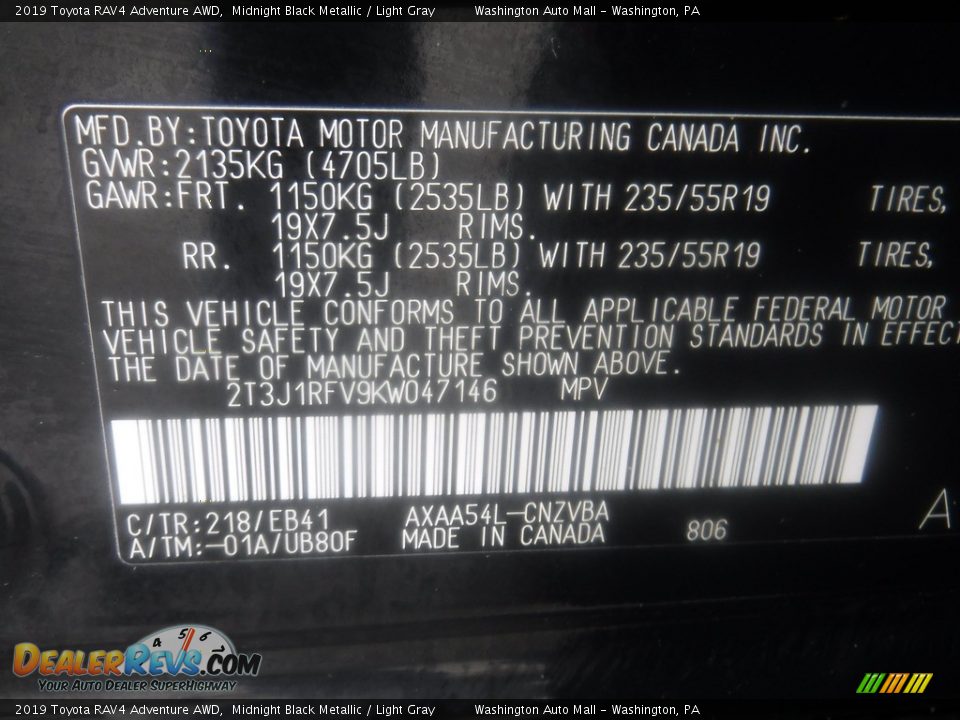 2019 Toyota RAV4 Adventure AWD, Midnight Black Metallic / Light Gray Washington Auto Mall - Washington, PA
MFD.BY:TOYOTA MOTOR MANUFACTURING CANADA INC.
GVWR:2135KG (4705LB)
GAWR:FRT. 1150KG (2535LB) WITH 235/55R19 TIRES,
19X7.5J RIMS.
RR. 1150KG (2535LB) WITH 235/55R19 TIRES,
19X7.5J RIMS.
THIS VEHICLE CONFORMS TO ALL APPLICABLE FEDERAL MOTOR
VEHICLE SAFETY AND THEFT PREVENTION STANDARDS IN EFFECT
THE DATE OF MANUFACTURE SHOWN ABOVE.
2T3J1RFV9KW047146 MPV
C/TR:218/EB41 AXAA54L-CNZVBA
A/TM:-01A/UB80F MADE IN CANADA 806 A
4 5 6
DEALERREVS.COM
YOUR AUTO DEALER SUPERHIGHWAY
2019 Toyota RAV4 Adventure AWD, Midnight Black Metallic / Light Gray Washington Auto Mall - Washington, PA